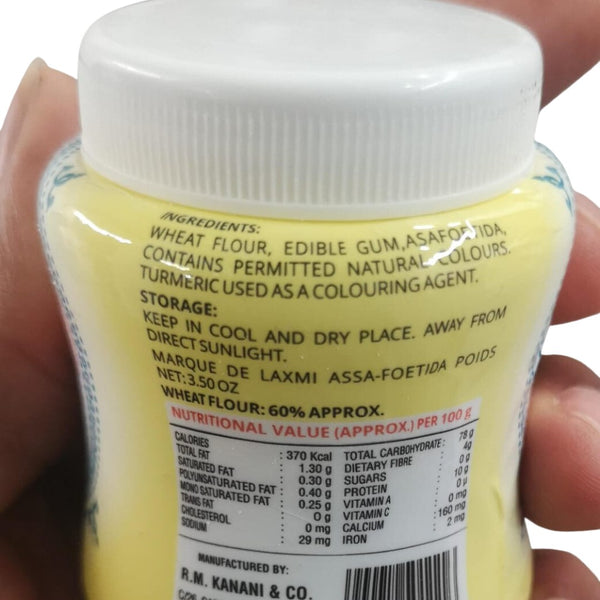 INGREDIENTS:
WHEAT FLOUR, EDIBLE GUM,ASAFOETIDA,
CONTAINS PERMITTED NATURAL COLOURS.
TURMERIC USED AS A COLOURING AGENT.
STORAGE:
KEEP IN COOL AND DRY PLACE. AWAY FROM
DIRECT SUNLIGHT.
MARQUE DE LAXMI ASSA-FOETIDA POIDS
NET:3.50 OZ
WHEAT FLOUR: 60% APPROX.
NUTRITIONAL VALUE (APPROX.) PER 100 g
CALORIES : 370 Kcal
TOTAL FAT : 1.30 g
SATURATED FAT : 0.30 g
POLYUNSATURATED FAT : 0.40 g
MONO SATURATED FAT : 0.25 g
TRANS FAT : 0 g
CHOLESTEROL : 0 mg
SODIUM : 29 mg
TOTAL CARBOHYDRATE : 78 g
DIETARY FIBRE : 4g
SUGARS : 0 g
PROTEIN : 10 g
VITAMIN A : 0 µ
VITAMIN C : 0 mg
CALCIUM : 160 mg
IRON : 2 mg
MANUFACTURED BY:
R.M. KANANI & CO.